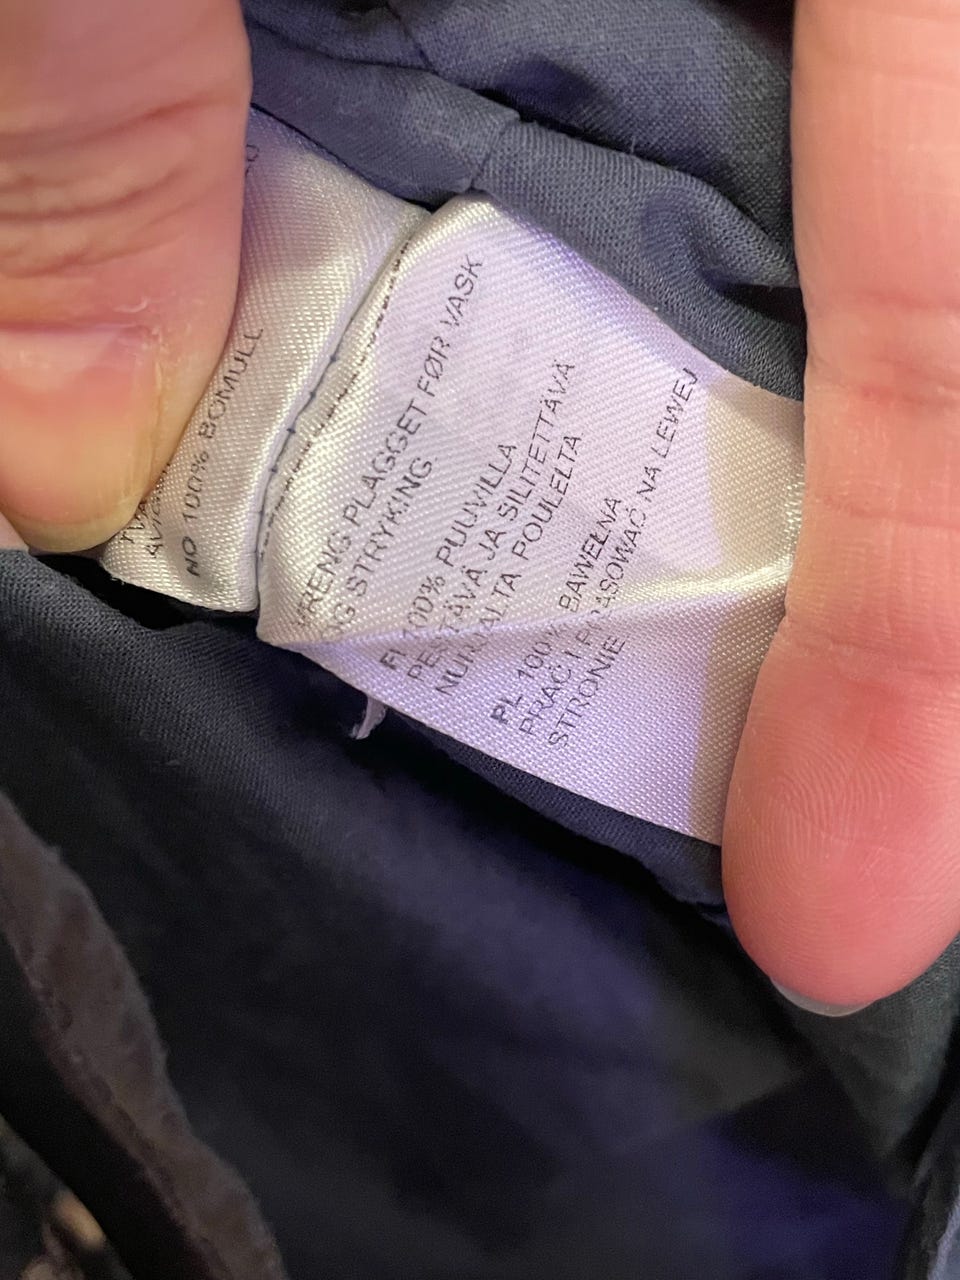 NO 100% BOMULL
VRENG PLAGGET FØR VASK
OG STRYKING.
FI 100% PUUVILLA
PESTÄVÄ JA SILITETTÄVÄ
NURJALTA POULELTA
PL 100% BAWEŁNA
PRAĆ I PRASOWAĆ NA LEWEJ
STRONIE